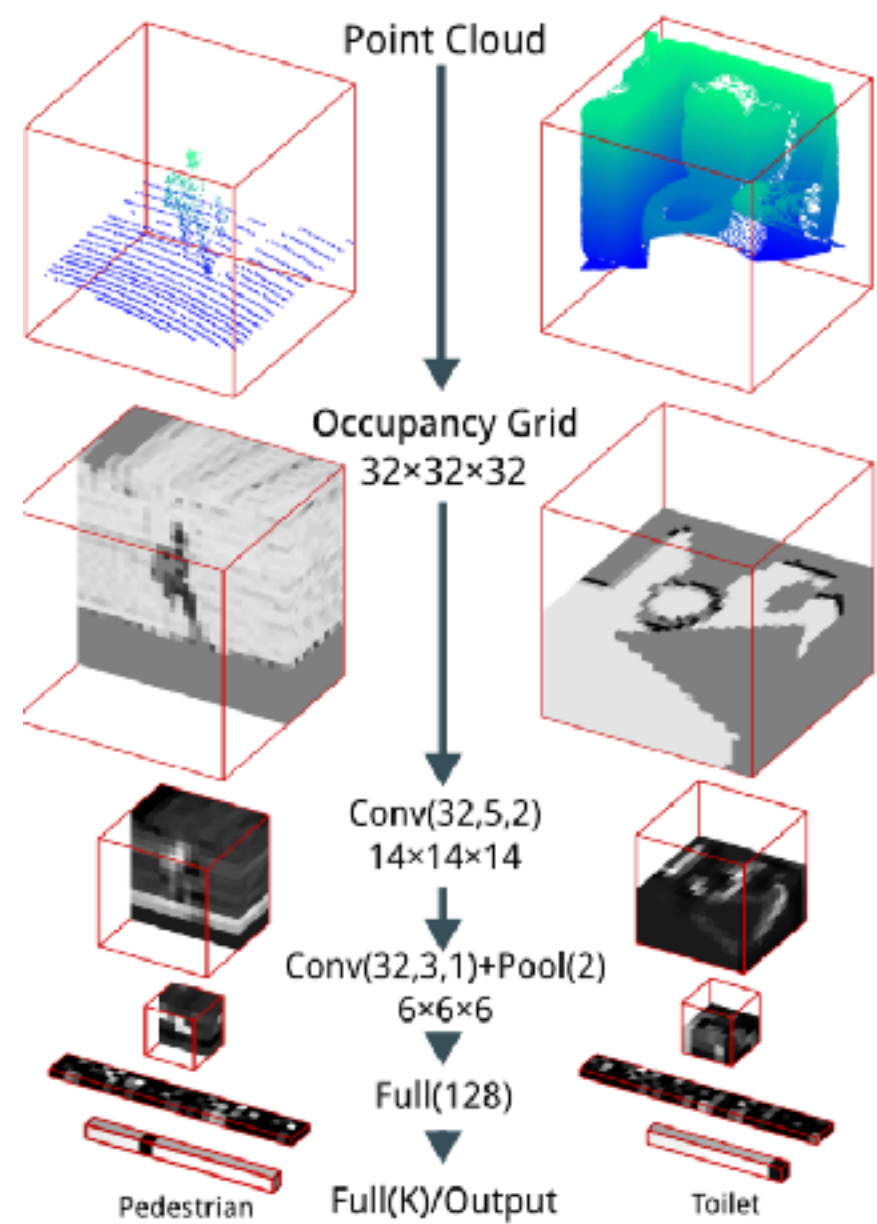 Point Cloud
Occupancy Grid
32×32×32
Conv(32,5,2)
14×14×14
Conv(32,3,1)+Pool(2)
6×6×6
Full(128)
Full(K)/Output
Pedestrian
Toilet